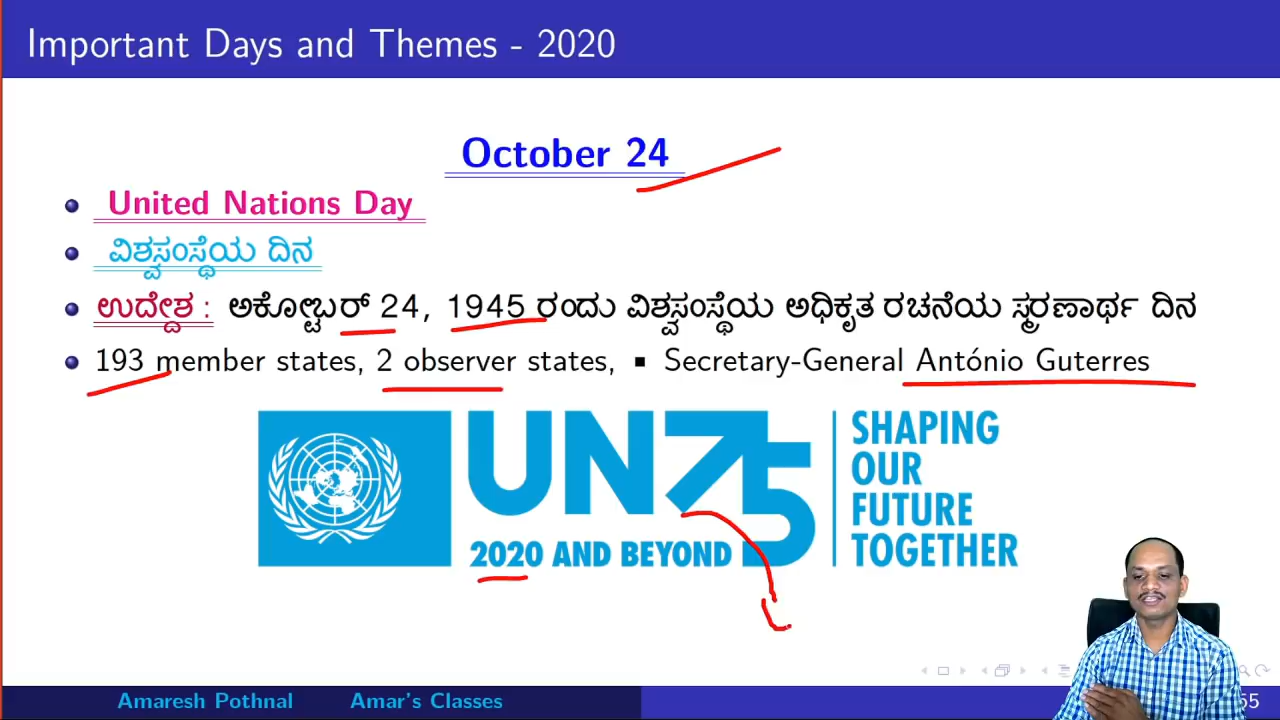 Important Days and Themes - 2020
October 24
United Nations Day
ವಿಶ್ವಸಂಸ್ಥೆಯ ದಿನ
ಉದ್ದೇಶ : ಅಕ್ಟೋಬರ್ 24, 1945 ರಂದು ವಿಶ್ವಸಂಸ್ಥೆಯ ಅಧಿಕೃತ ರಚನೆಯ ಸ್ಮರಣಾರ್ಥ ದಿನ
193 member states, 2 observer states, ▪ Secretary-General António Guterres
UN75
2020 AND BEYOND
SHAPING
OUR
FUTURE
TOGETHER
Amaresh Pothnal Amar's Classes
55